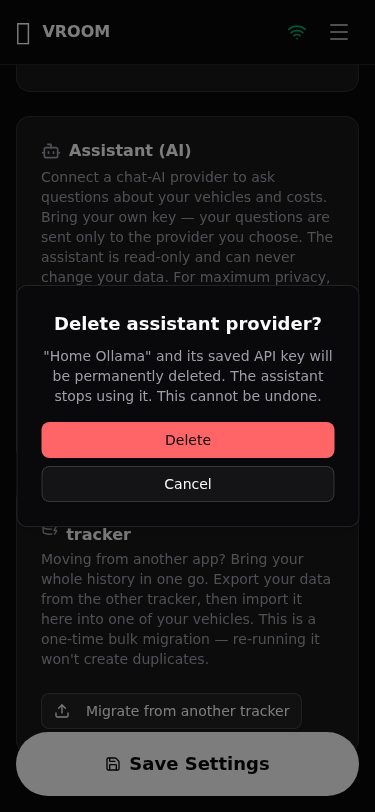 VROOM
Assistant (AI)
Connect a chat-AI provider to ask
questions about your vehicles and costs.
Bring your own key — your questions are
sent only to the provider you choose. The
assistant is read-only and can never
change your data. For maximum privacy,
Delete assistant provider?
"Home Ollama" and its saved API key will
be permanently deleted. The assistant
stops using it. This cannot be undone.
Delete
Cancel
tracker
Moving from another app? Bring your
whole history in one go. Export your data
from the other tracker, then import it
here into one of your vehicles. This is a
one-time bulk migration — re-running it
won't create duplicates.
Migrate from another tracker
Save Settings